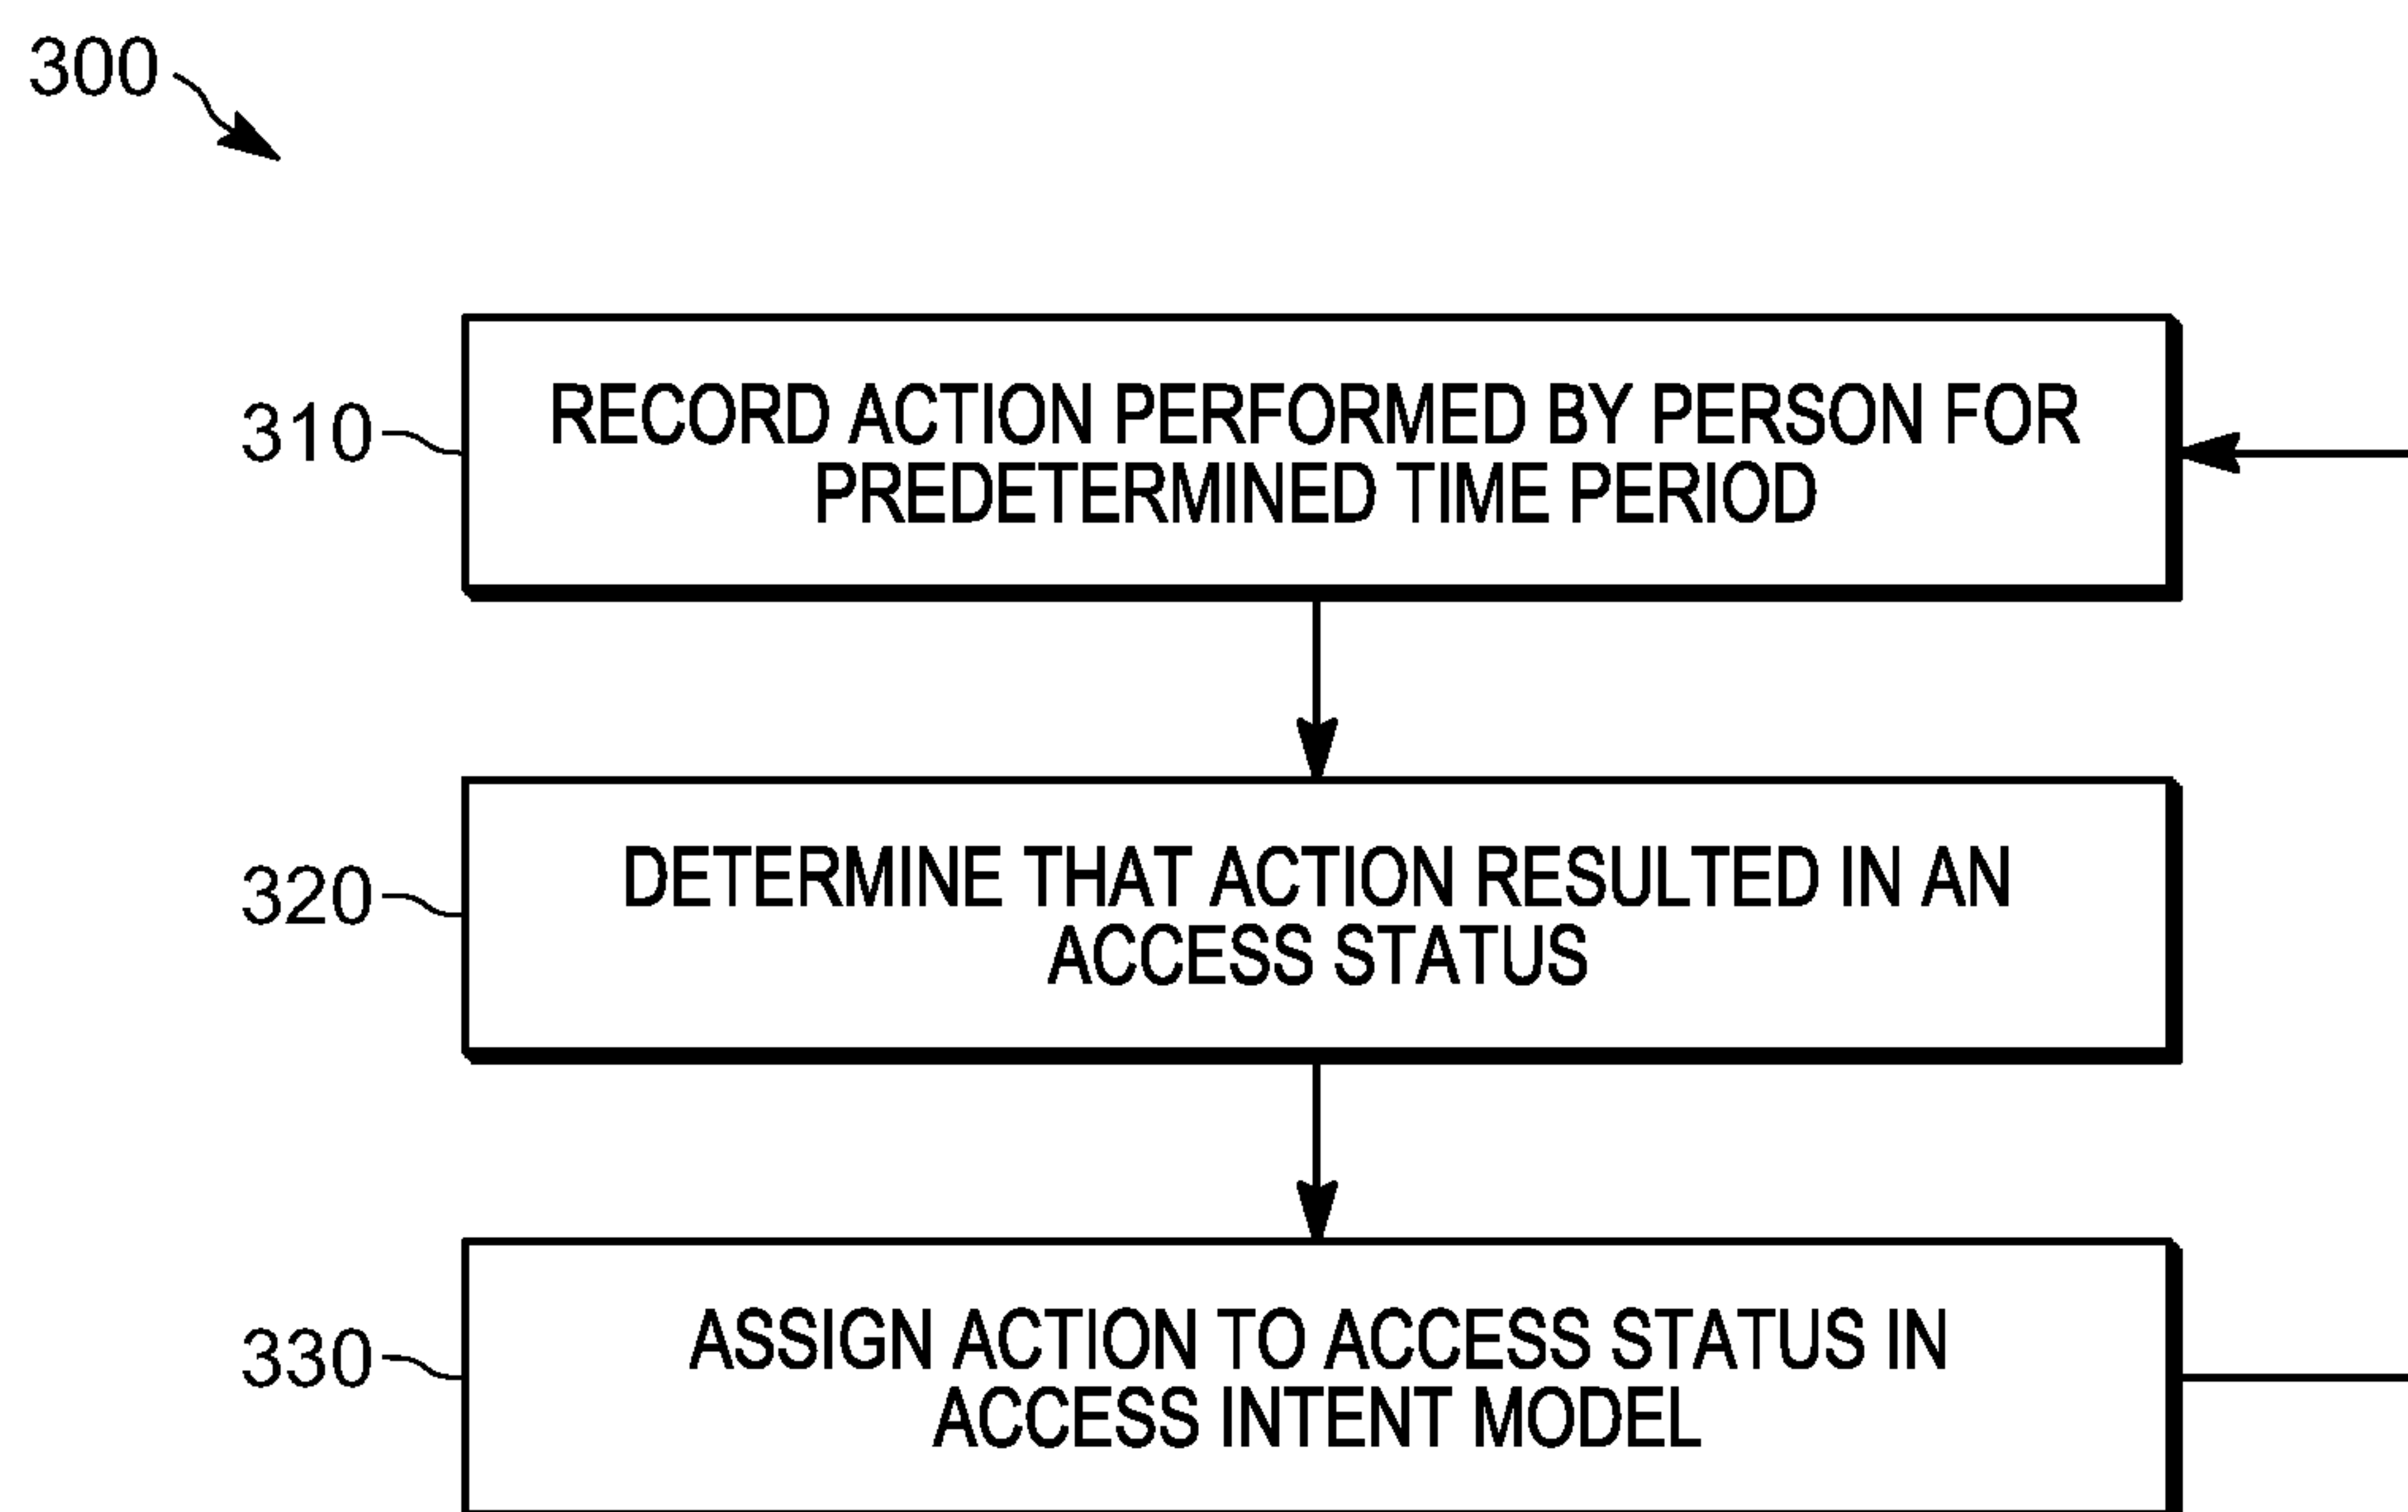 300
310
RECORD ACTION PERFORMED BY PERSON FOR
PREDETERMINED TIME PERIOD
320
DETERMINE THAT ACTION RESULTED IN AN
ACCESS STATUS
330
ASSIGN ACTION TO ACCESS STATUS IN
ACCESS INTENT MODEL